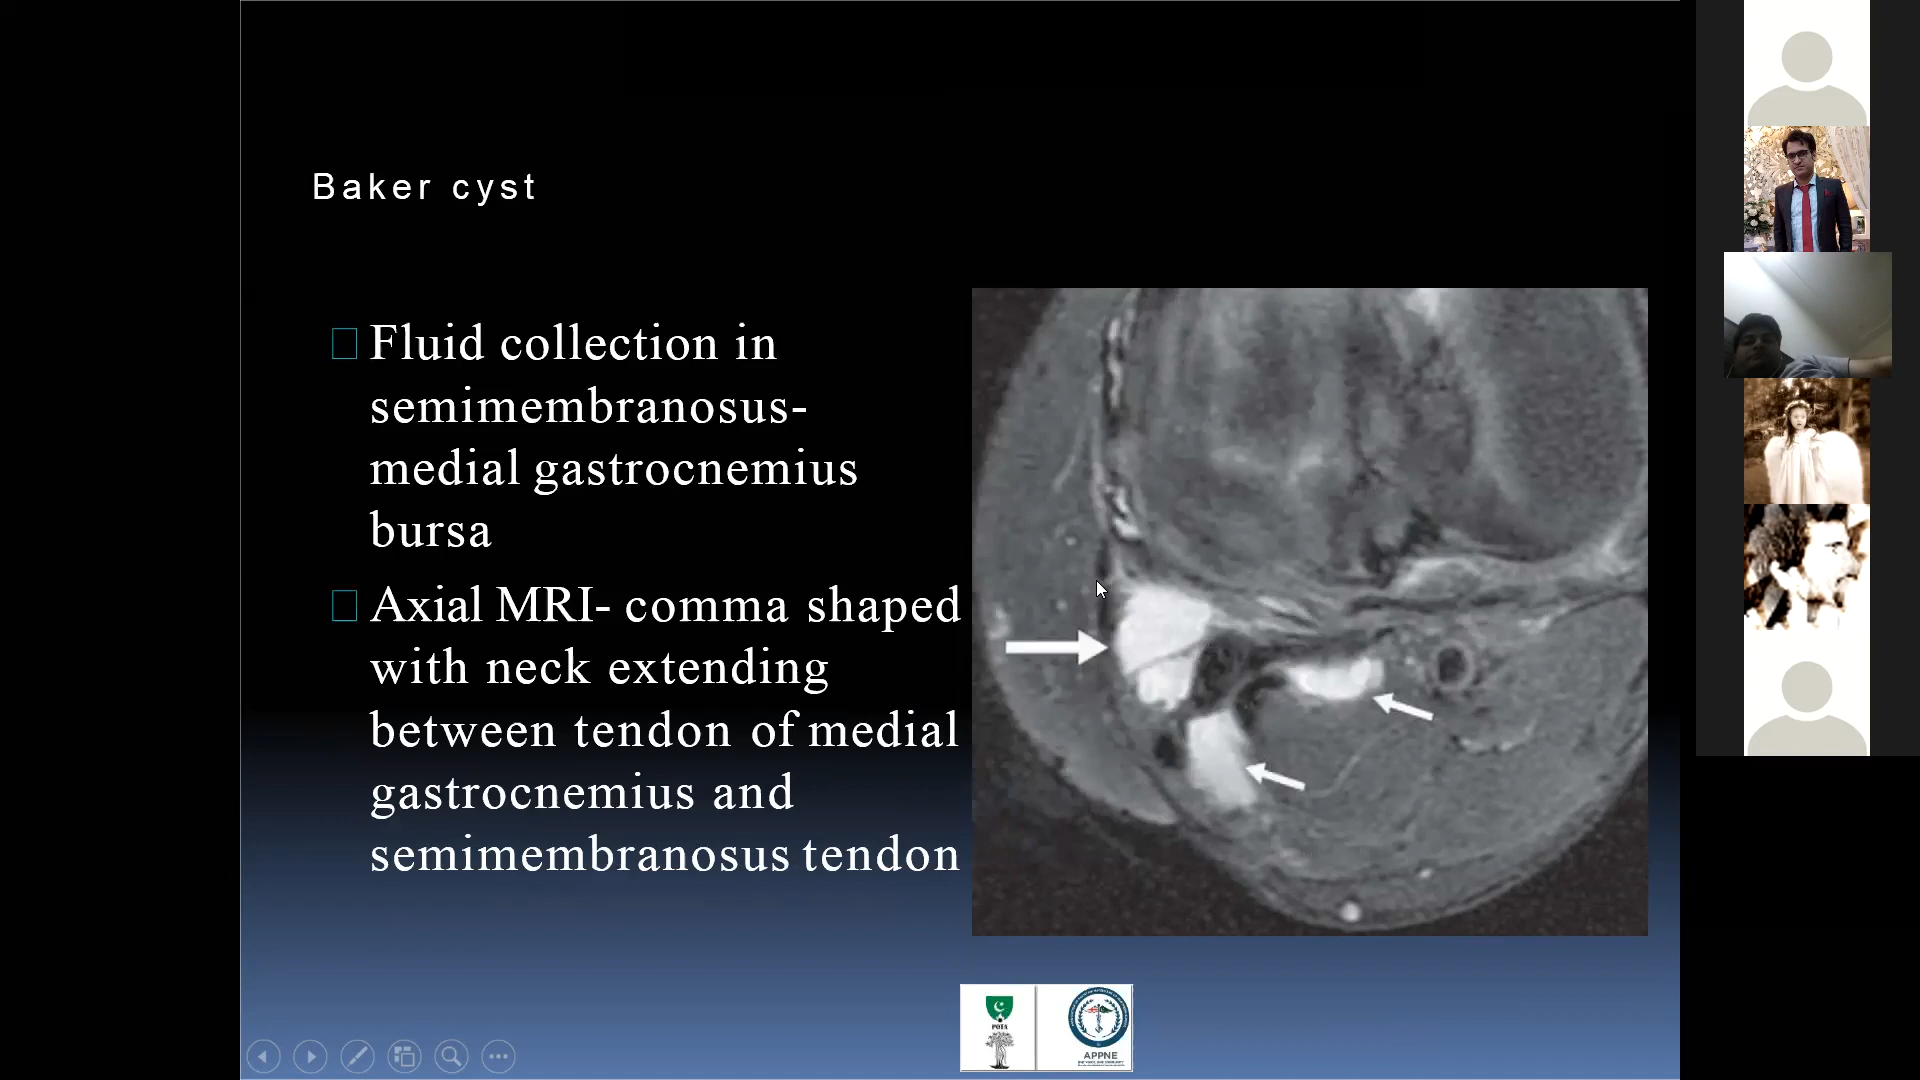 Baker cyst
Fluid collection in
semimembranosus-
medial gastrocnemius
bursa
Axial MRI- comma shaped
with neck extending
between tendon of medial
gastrocnemius and
semimembranosus tendon
POTA
APPNE